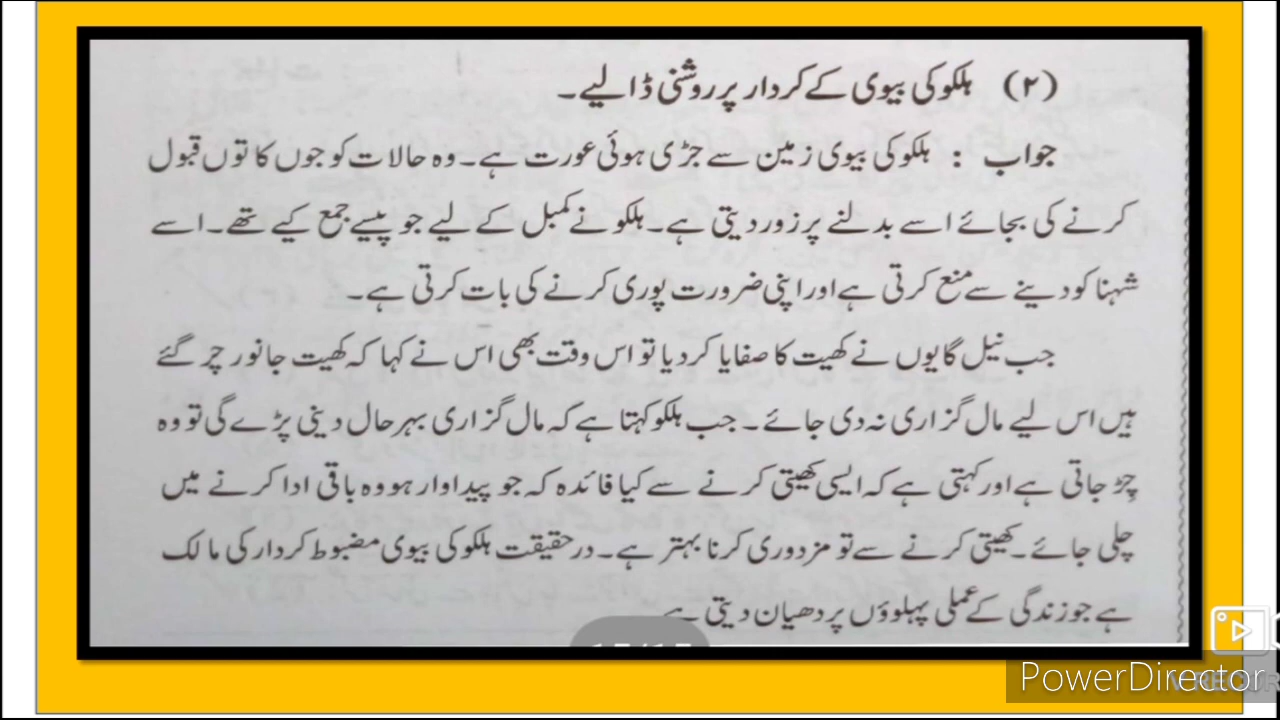 (۲) ہلکو کی بیوی کے کردار پر روشنی ڈالیے۔
جواب : ہلکو کی بیوی زمین سے جڑی ہوئی عورت ہے۔ وہ حالات کو جوں کا توں قبول
کرنے کی بجائے اسے بدلنے پر زور دیتی ہے۔ ہلکو نے کمبل کے لیے جو پیسے جمع کیے تھے۔ اسے
شہنا کو دینے سے منع کرتی ہے اور اپنی ضرورت پوری کرنے کی بات کرتی ہے۔
جب نیل گایوں نے کھیت کا صفایا کر دیا تو اس وقت بھی اس نے کہا کہ کھیت جانور چر گئے
ہیں اس لیے مال گزاری نہ دی جائے۔ جب ہلکو کہتا ہے کہ مال گزاری بہر حال دینی پڑے گی تو وہ
چِڑ جاتی ہے اور کہتی ہے کہ ایسی کھیتی کرنے سے کیا فائدہ کہ جو پیداوار ہو وہ باقی ادا کرنے میں
چلی جائے۔ کھیتی کرنے سے تو مزدوری کرنا بہتر ہے۔ در حقیقت ہلکو کی بیوی مضبوط کردار کی مالک
ہے جو زندگی کے عملی پہلوؤں پر دھیان دیتی ہے
PowerDirector